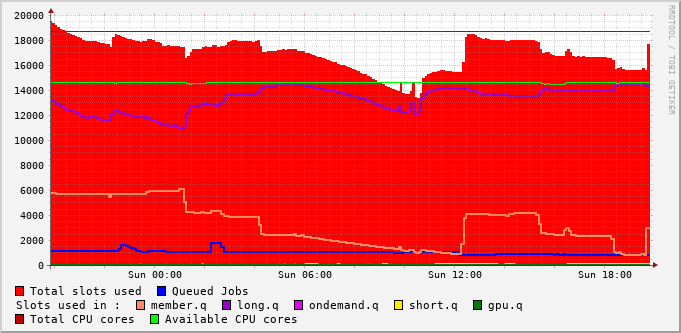 20000
18000
16000
14000
12000
10000
8000
6000
4000
2000
0
Sun 00:00 Sun 06:00 Sun 12:00 Sun 18:00
RRDTOOL / TOBI OETIKER
Total slots used Queued Jobs
Slots used in : member.q long.q ondemand.q short.q gpu.q
Total CPU cores Available CPU cores